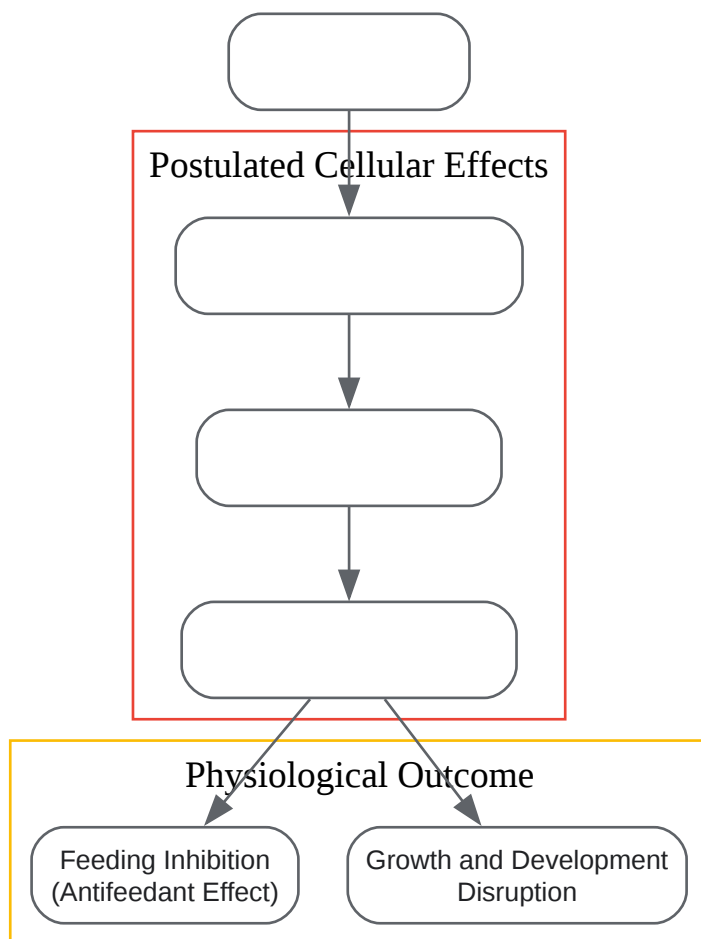 Postulated Cellular Effects
Physiological Outcome
Feeding Inhibition
(Antifeedant Effect)
Growth and Development
Disruption